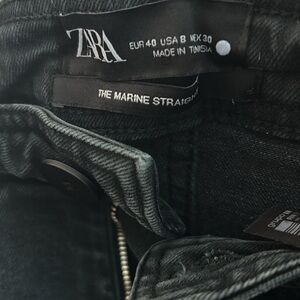 ZARA
EUR 40 USA 8 MEX 30
MADE IN TUNISIA
THE MARINE STRAIGHT